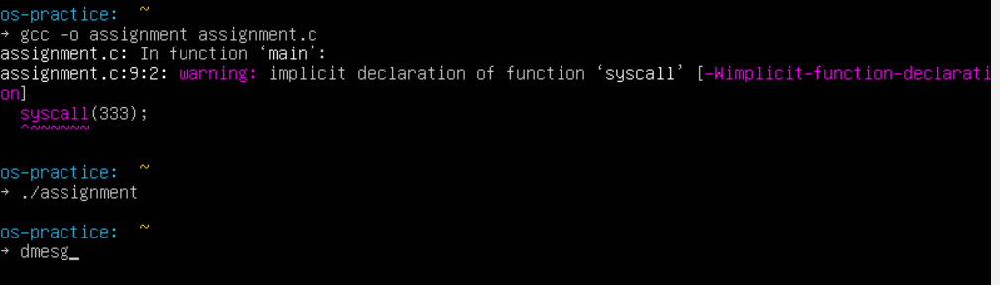 os-practice:  ~
→ gcc -o assignment assignment.c
assignment.c: In function ‘main’:
assignment.c:9:2: warning: implicit declaration of function ‘syscall’ [-Wimplicit-function-declarati
on]
  syscall(333);
  ^~~~~~~
os-practice:  ~
→ ./assignment
os-practice:  ~
→ dmesg_